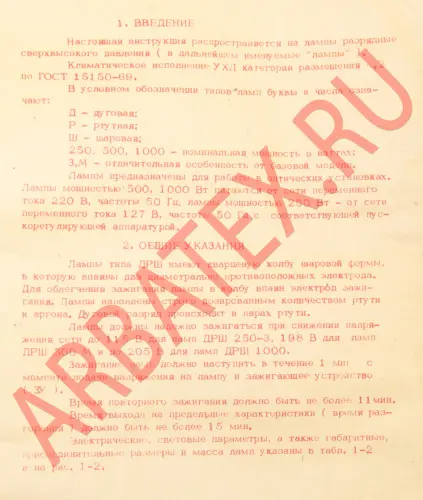 1. ВВЕДЕНИЕ
Настоящая инструкция распространяется на лампы разрядные
сверхвысокого давления ( в дальнейшем именуемые "лампы" ).
Климатическое исполнение УХЛ категория размещения
по ГОСТ 15150-69.
В условном обозначении типов ламп буквы и числа озна-
чают:
Д - дуговая;
Р - ртутная;
Ш - шаровая;
250, 500, 1000 - номинальная мощность в ваттах;
3,М - отличительная особенность от базовой модели.
Лампы предназначены для работы в оптических установках.
Лампы мощностью 500, 1000 Вт питаются от сети переменного
тока 220 В, частоты 50 Гц, лампы мощностью 250 Вт - от сети
переменного тока 127 В, частоты 50 Гц с соответствующей пус-
корегулирующей аппаратурой.
2. ОБЩИЕ УКАЗАНИЯ
Лампы типа ДРШ имеют кварцевую колбу шаровой формы,
в которую впаяны два диаметрально противоположных электрода.
Для облегчения зажигания лампы в колбу впаян электрод зажи-
гания. Лампы наполнены строго дозированным количеством ртути
и аргона. Дуговой разряд происходит в парах ртути.
Лампы должны надежно зажигаться при снижении напря-
жения сети до В для ламп ДРШ 250-3, 198 В для ламп
ДРШ 500 и до 205 В для ламп ДРШ 1000.
Зажигание должно наступить в течение 1 мин с
момента подачи напряжения на лампу и зажигающее устройство
( ЗУ ).
Время повторного зажигания должно быть не более 11 мин.
Время выхода на предельные характеристики ( время раз-
горания ) должно быть не более 15 мин.
Электрические, световые параметры, а также габаритные,
присоединительные размеры и масса ламп указаны в табл. 1-2
и на рис. 1-2.
ARBATEX.RU